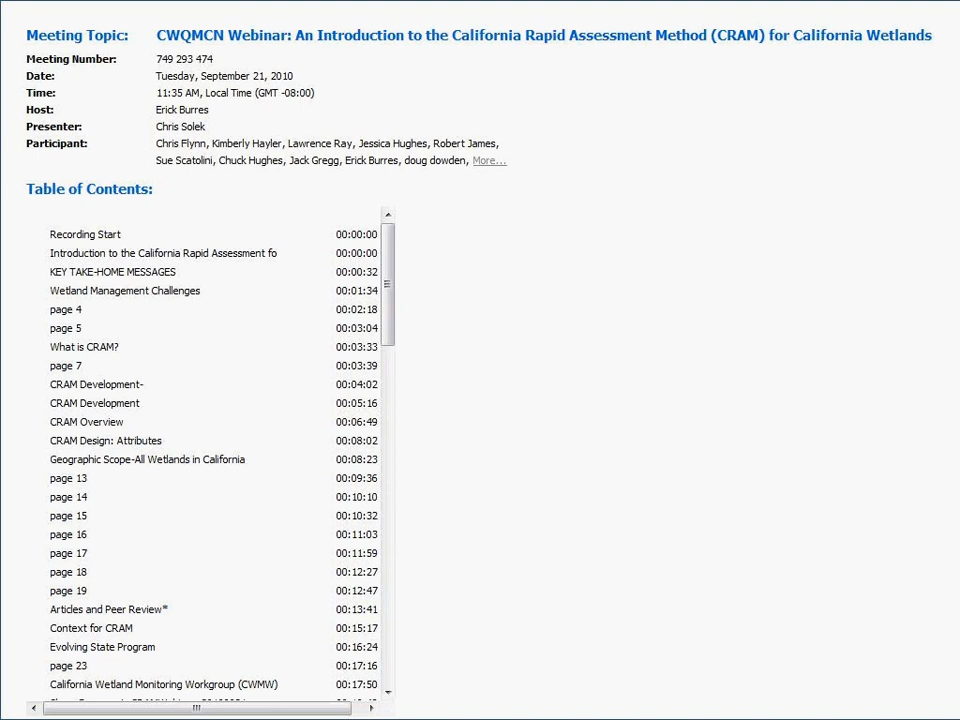 Meeting Topic: CWQMCN Webinar: An Introduction to the California Rapid Assessment Method (CRAM) for California Wetlands
Meeting Number: 749 293 474
Date: Tuesday, September 21, 2010
Time: 11:35 AM, Local Time (GMT -08:00)
Host: Erick Burres
Presenter: Chris Solek
Participant: Chris Flynn, Kimberly Hayler, Lawrence Ray, Jessica Hughes, Robert James,
Sue Scatolini, Chuck Hughes, Jack Gregg, Erick Burres, doug dowden, More...
Table of Contents:
Recording Start 00:00:00
Introduction to the California Rapid Assessment fo 00:00:00
KEY TAKE-HOME MESSAGES 00:00:32
Wetland Management Challenges 00:01:34
page 4 00:02:18
page 5 00:03:04
What is CRAM? 00:03:33
page 7 00:03:39
CRAM Development- 00:04:02
CRAM Development 00:05:16
CRAM Overview 00:06:49
CRAM Design: Attributes 00:08:02
Geographic Scope-All Wetlands in California 00:08:23
page 13 00:09:36
page 14 00:10:10
page 15 00:10:32
page 16 00:11:03
page 17 00:11:59
page 18 00:12:27
page 19 00:12:47
Articles and Peer Review* 00:13:41
Context for CRAM 00:15:17
Evolving State Program 00:16:24
page 23 00:17:16
California Wetland Monitoring Workgroup (CWMW) 00:17:50